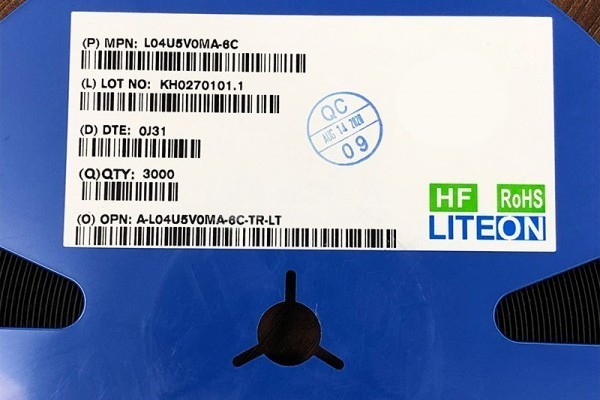 (P) MPN: L04U5V0MA-6C
(L) LOT NO: KH0270101.1
(D) DTE: 0J31
(Q)QTY: 3000
(O) OPN: A-L04U5V0MA-6C-TR-LT
QC
AUG 14 2020
09
HF RoHS
LITEON